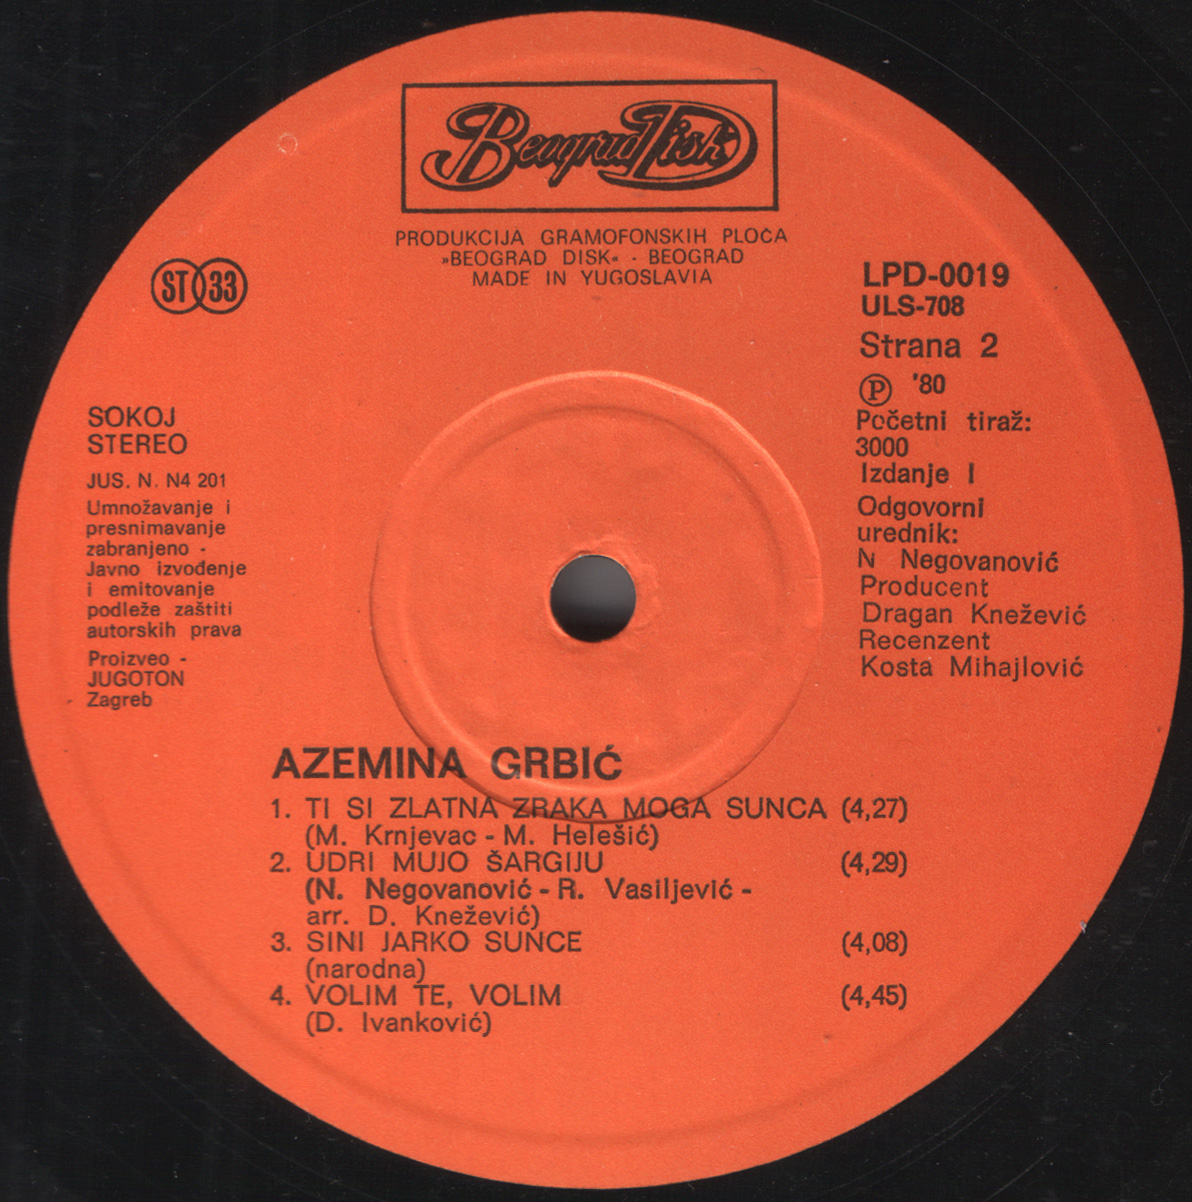 Beograd Disk
PRODUKCIJA GRAMOFONSKIH PLOČA
»BEOGRAD DISK« - BEOGRAD
MADE IN YUGOSLAVIA
ST 33
LPD-0019
ULS-708
Strana 2
Ⓟ '80
Početni tiraž:
3000
Izdanje I
Odgovorni
urednik:
N Negovanović
Producent
Dragan Knežević
Recenzent
Kosta Mihajlović
SOKOJ
STEREO
JUS. N. N4 201
Umnožavanje i
presnimavanje
zabranjeno -
Javno izvođenje
i emitovanje
podleže zaštiti
autorskih prava
Proizveo -
JUGOTON
Zagreb
AZEMINA GRBIĆ
1. TI SI ZLATNA ZRAKA MOGA SUNCA (4,27)
(M. Krnjevac - M. Helešić)
2. UDRI MUJO ŠARGIJU (4,29)
(N. Negovanović - R. Vasiljević -
arr. D. Knežević)
3. SINI JARKO SUNCE (4,08)
(narodna)
4. VOLIM TE, VOLIM (4,45)
(D. Ivanković)